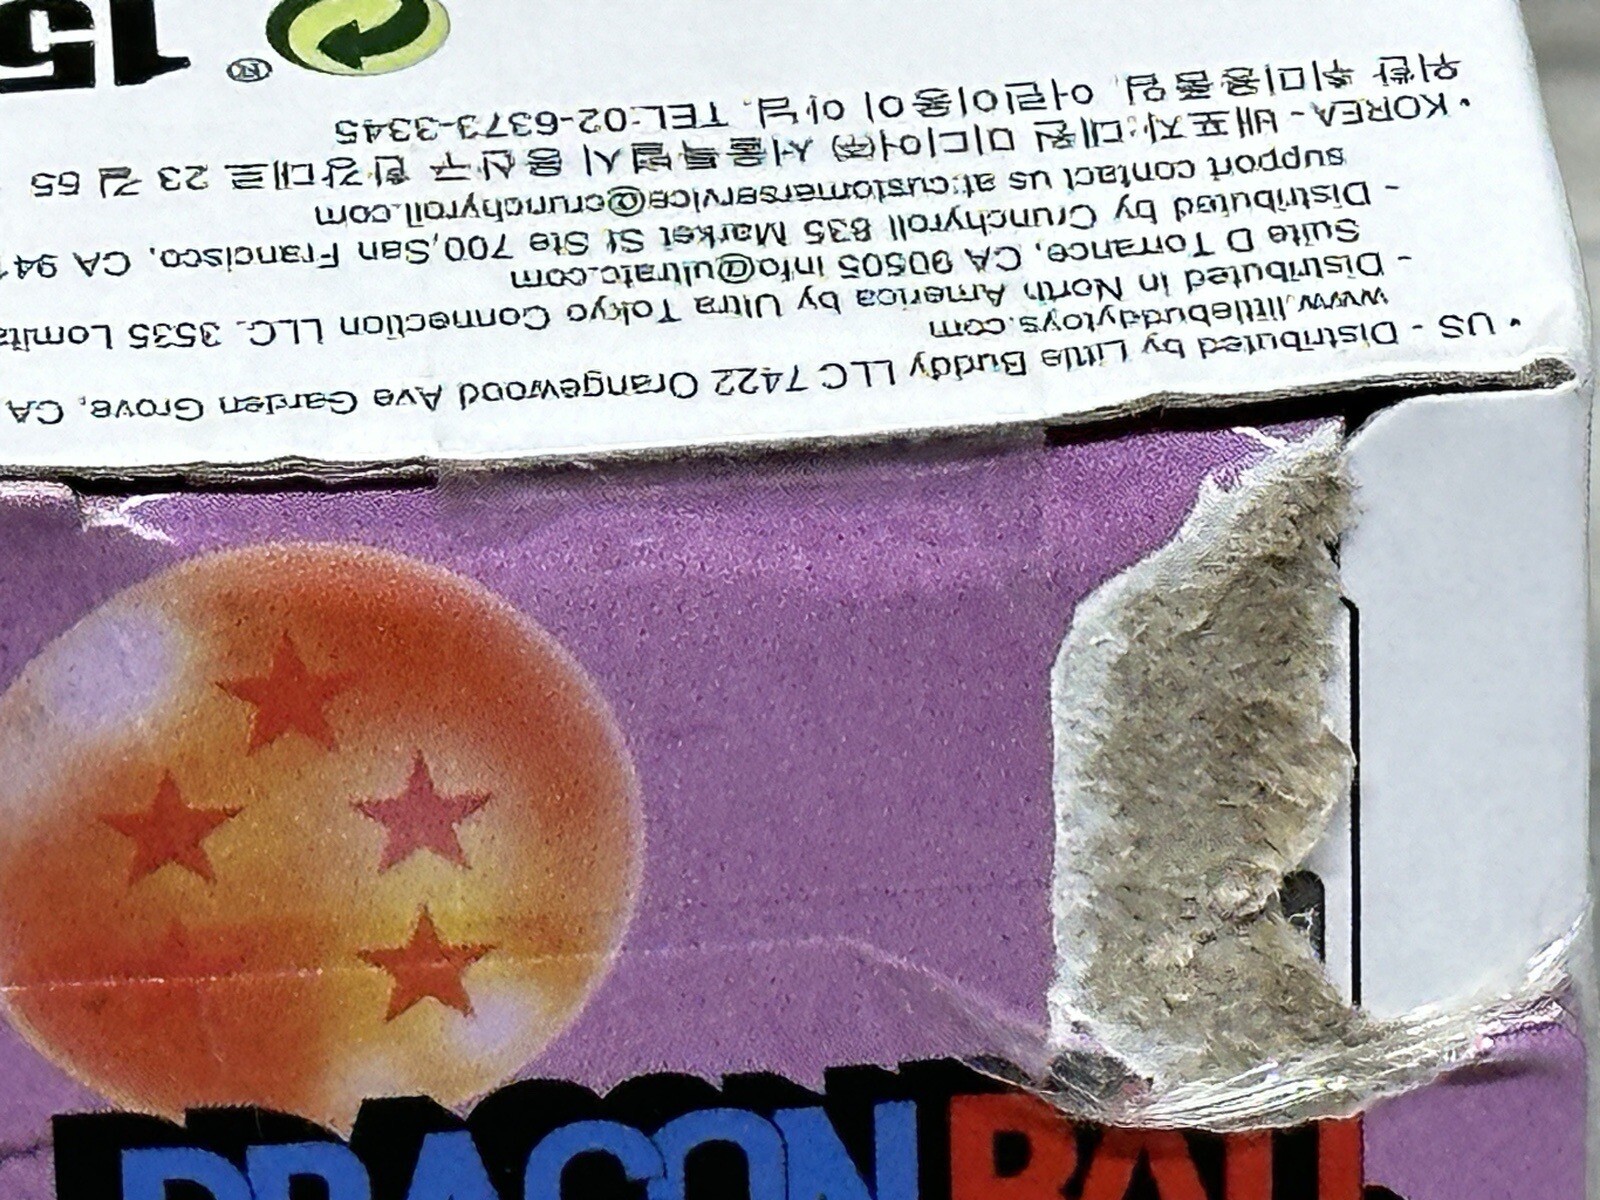 • US - Distributed by Little Buddy LLC 7422 Orangewood Ave Garden Grove, CA
www.littlebuddytoys.com
- Distributed in North America by Ultra Tokyo Connection LLC. 3535 Lomita
Suite D Torrance, CA 90505 info@ultratc.com
- Distributed by Crunchyroll 835 Market St Ste 700,San Francisco, CA 941
support contact us at:customerservice@crunchyroll.com
• KOREA - 배포자:대원 미디어㈜ 서울특별시 용산구 한강대로 23 길 55
위한 취미용품임. 어린이용이 아님. TEL:02-6373-3345
15
DRAGON BALL